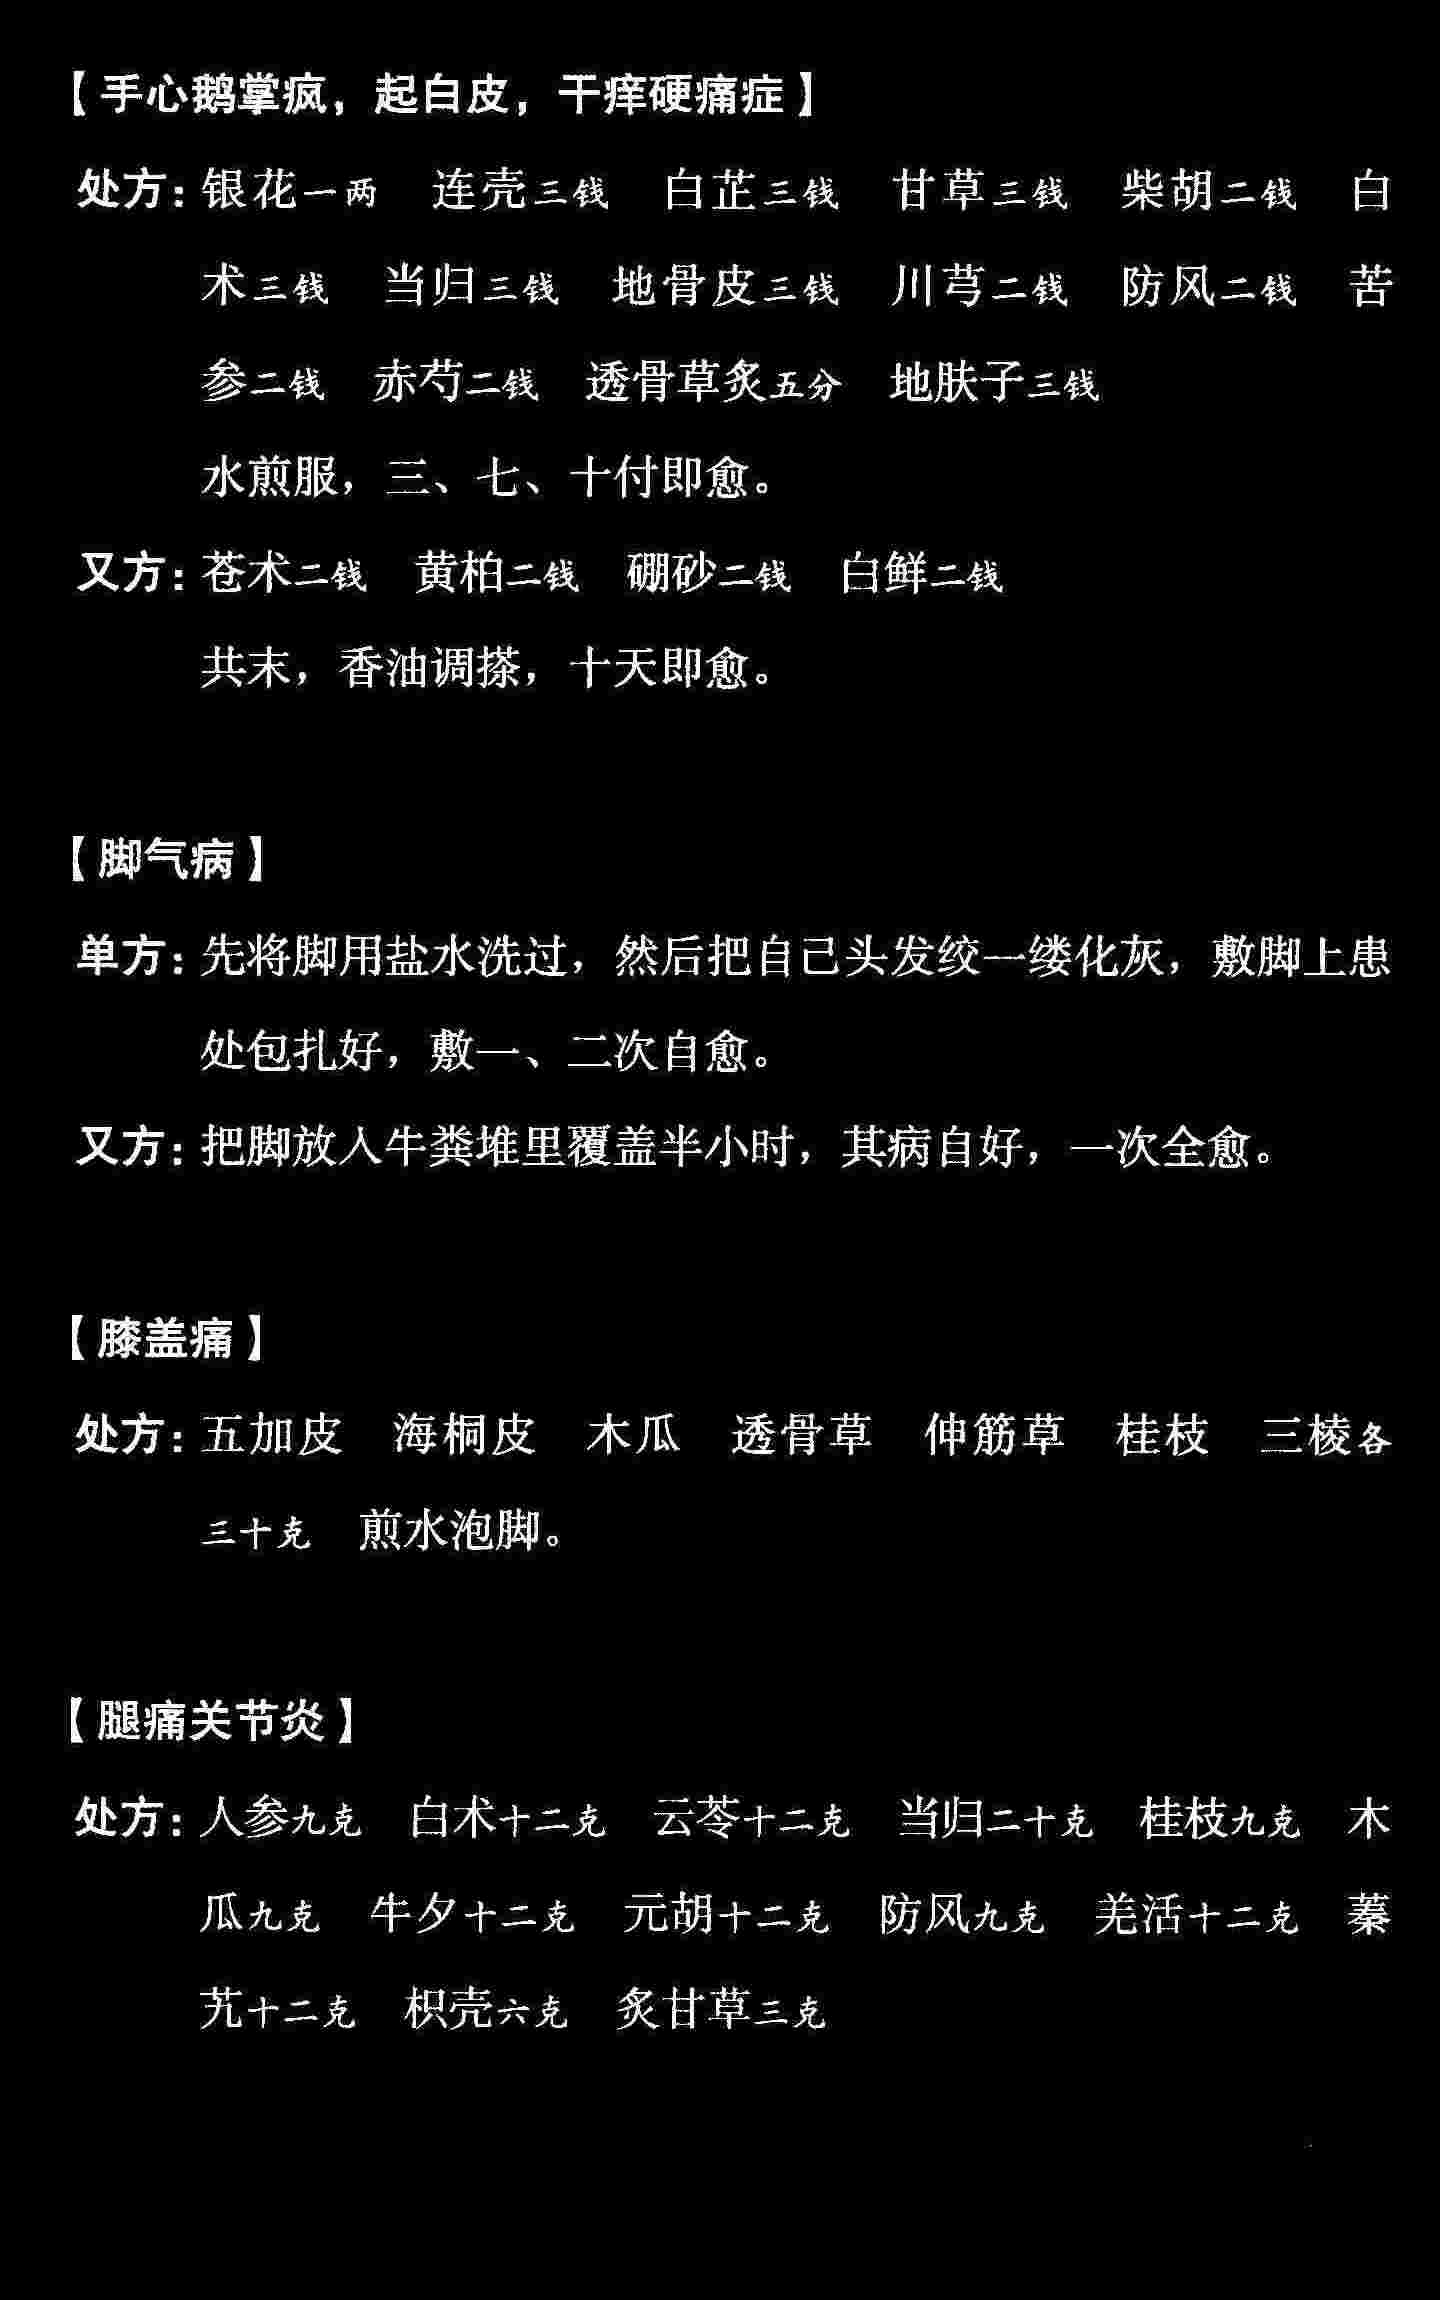 【手心鹅掌疯，起白皮，干痒硬痛症】
处方：银花一两　连壳三钱　白芷三钱　甘草三钱　柴胡二钱　白
术三钱　当归三钱　地骨皮三钱　川芎二钱　防风二钱　苦
参二钱　赤芍二钱　透骨草炙五分　地肤子三钱
水煎服，三、七、十付即愈。
又方：苍术二钱　黄柏二钱　硼砂二钱　白鲜二钱
共末，香油调搽，十天即愈。
【脚气病】
单方：先将脚用盐水洗过，然后把自己头发绞一缕化灰，敷脚上患
处包扎好，敷一、二次自愈。
又方：把脚放入牛粪堆里覆盖半小时，其病自好，一次全愈。
【膝盖痛】
处方：五加皮　海桐皮　木瓜　透骨草　伸筋草　桂枝　三棱各
三十克　煎水泡脚。
【腿痛关节炎】
处方：人参九克　白术十二克　云苓十二克　当归二十克　桂枝九克　木
瓜九克　牛夕十二克　元胡十二克　防风九克　羌活十二克　蓁
艽十二克　枳壳六克　炙甘草三克